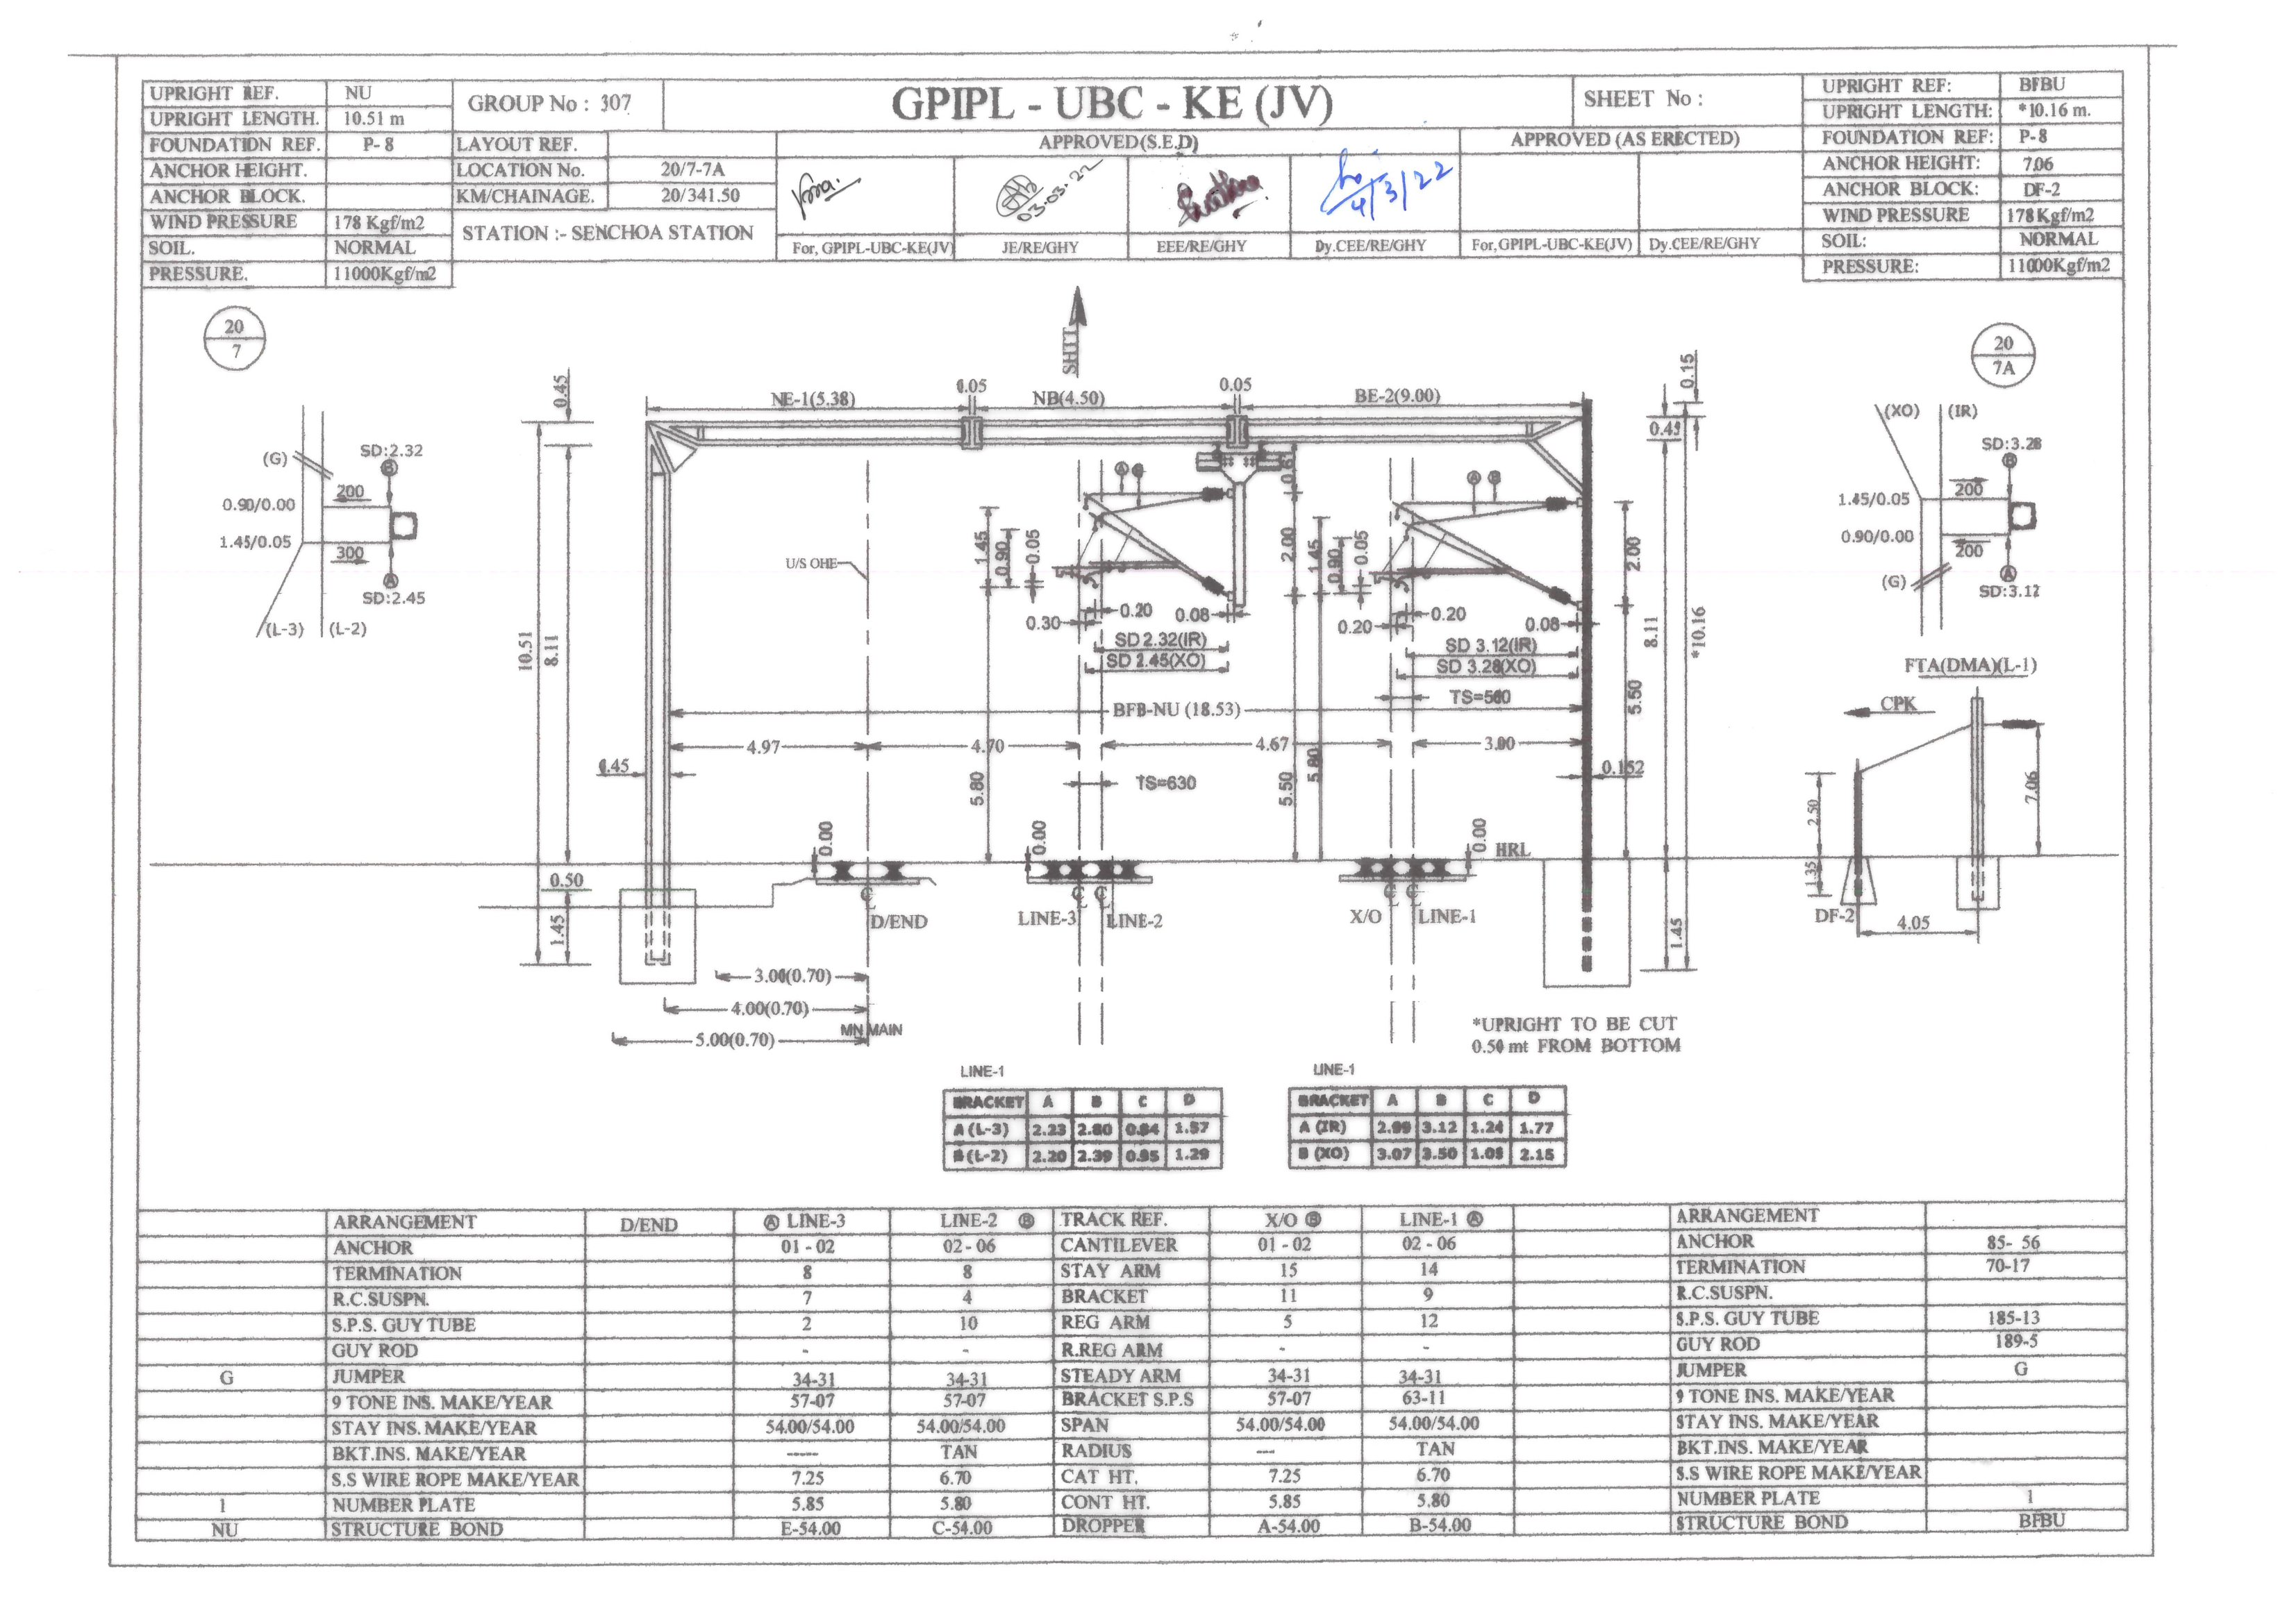 UPRIGHT REF. NU
UPRIGHT LENGTH. 10.51 m
FOUNDATION REF. P- 8
ANCHOR HEIGHT.
ANCHOR BLOCK.
WIND PRESSURE 178 Kgf/m2
SOIL. NORMAL
PRESSURE. 11000Kgf/m2
GROUP No : 307
LAYOUT REF.
LOCATION No. 20/7-7A
KM/CHAINAGE. 20/341.50
STATION :- SENCHOA STATION
GPIPL - UBC - KE (JV)
SHEET No :
APPROVED(S.E.D)
APPROVED (AS ERECTED)
03.03.22
4/3/22
For, GPIPL-UBC-KE(JV) JE/RE/GHY EEE/RE/GHY Dy.CEE/RE/GHY For,GPIPL-UBC-KE(JV) Dy.CEE/RE/GHY
UPRIGHT REF: BFBU
UPRIGHT LENGTH: *10.16 m.
FOUNDATION REF: P-8
ANCHOR HEIGHT: 7.06
ANCHOR BLOCK: DF-2
WIND PRESSURE 178Kgf/m2
SOIL: NORMAL
PRESSURE: 11000Kgf/m2
20
7
(G)
SD:2.32
B
200
0.90/0.00
1.45/0.05
300
A
SD:2.45
(L-3) (L-2)
SHTT
0.45
NE-1(5.38) 0.05 NB(4.50) 0.05 BE-2(9.00)
0.15
0.45
10.51
8.11
U/S OHE
A B
1.45
0.90
0.05
0.61
2.00
0.30 0.20 0.08
SD 2.32(IR)
SD 2.45(XO)
A B
1.45
0.90
0.05
2.00
0.20 0.20 0.08
SD 3.12(IR)
SD 3.28(XO)
TS=560
8.11
*10.16
BFB-NU (18.53)
4.97 4.70 4.67 3.00
0.45
TS=630
0.152
5.80
5.50
5.80
5.50
0.00
0.00
0.00
HRL
0.50
1.45
1.45
D/END LINE-3 LINE-2 X/O LINE-1
3.00(0.70)
4.00(0.70)
MN MAIN
5.00(0.70)
*UPRIGHT TO BE CUT
0.50 mt FROM BOTTOM
20
7A
(XO) (IR)
SD:3.28
B
200
1.45/0.05
0.90/0.00
200
(G)
A
SD:3.12
FTA(DMA)(L-1)
CPK
2.50
7.06
1.35
DF-2
4.05
LINE-1
BRACKET A B C D
A (L-3) 2.23 2.80 0.84 1.57
B (L-2) 2.20 2.39 0.95 1.29
LINE-1
BRACKET A B C D
A (IR) 2.99 3.12 1.24 1.77
B (XO) 3.07 3.50 1.08 2.15
ARRANGEMENT D/END A LINE-3 LINE-2 B TRACK REF. X/O B LINE-1 A ARRANGEMENT
ANCHOR 01 - 02 02 - 06 CANTILEVER 01 - 02 02 - 06 ANCHOR 85- 56
TERMINATION 8 8 STAY ARM 15 14 TERMINATION 70-17
R.C.SUSPN. 7 4 BRACKET 11 9 R.C.SUSPN.
S.P.S. GUY TUBE 2 10 REG ARM 5 12 S.P.S. GUY TUBE 185-13
GUY ROD - - R.REG ARM - - GUY ROD 189-5
G JUMPER 34-31 34-31 STEADY ARM 34-31 34-31 JUMPER G
9 TONE INS. MAKE/YEAR 57-07 57-07 BRACKET S.P.S 57-07 63-11 9 TONE INS. MAKE/YEAR
STAY INS. MAKE/YEAR 54.00/54.00 54.00/54.00 SPAN 54.00/54.00 54.00/54.00 STAY INS. MAKE/YEAR
BKT.INS. MAKE/YEAR ----- TAN RADIUS --- TAN BKT.INS. MAKE/YEAR
S.S WIRE ROPE MAKE/YEAR 7.25 6.70 CAT HT. 7.25 6.70 S.S WIRE ROPE MAKE/YEAR
1 NUMBER PLATE 5.85 5.80 CONT HT. 5.85 5.80 NUMBER PLATE 1
NU STRUCTURE BOND E-54.00 C-54.00 DROPPER A-54.00 B-54.00 STRUCTURE BOND BFBU